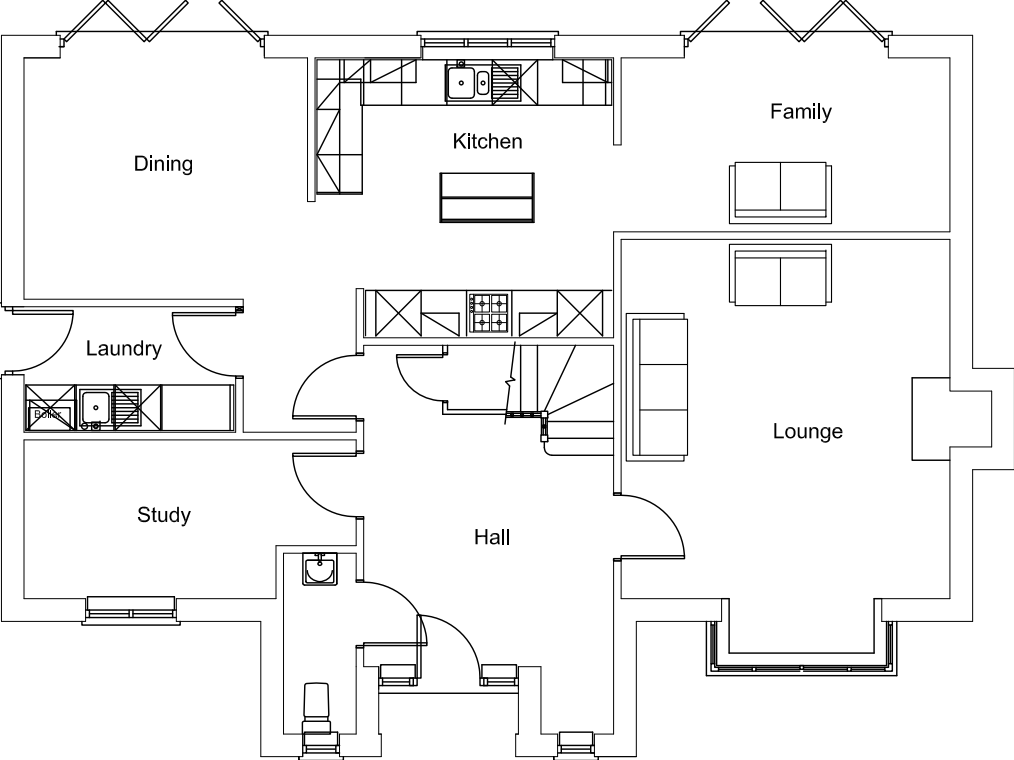 Family
Kitchen
Dining
Laundry
Boiler
Lounge
Study
Hall